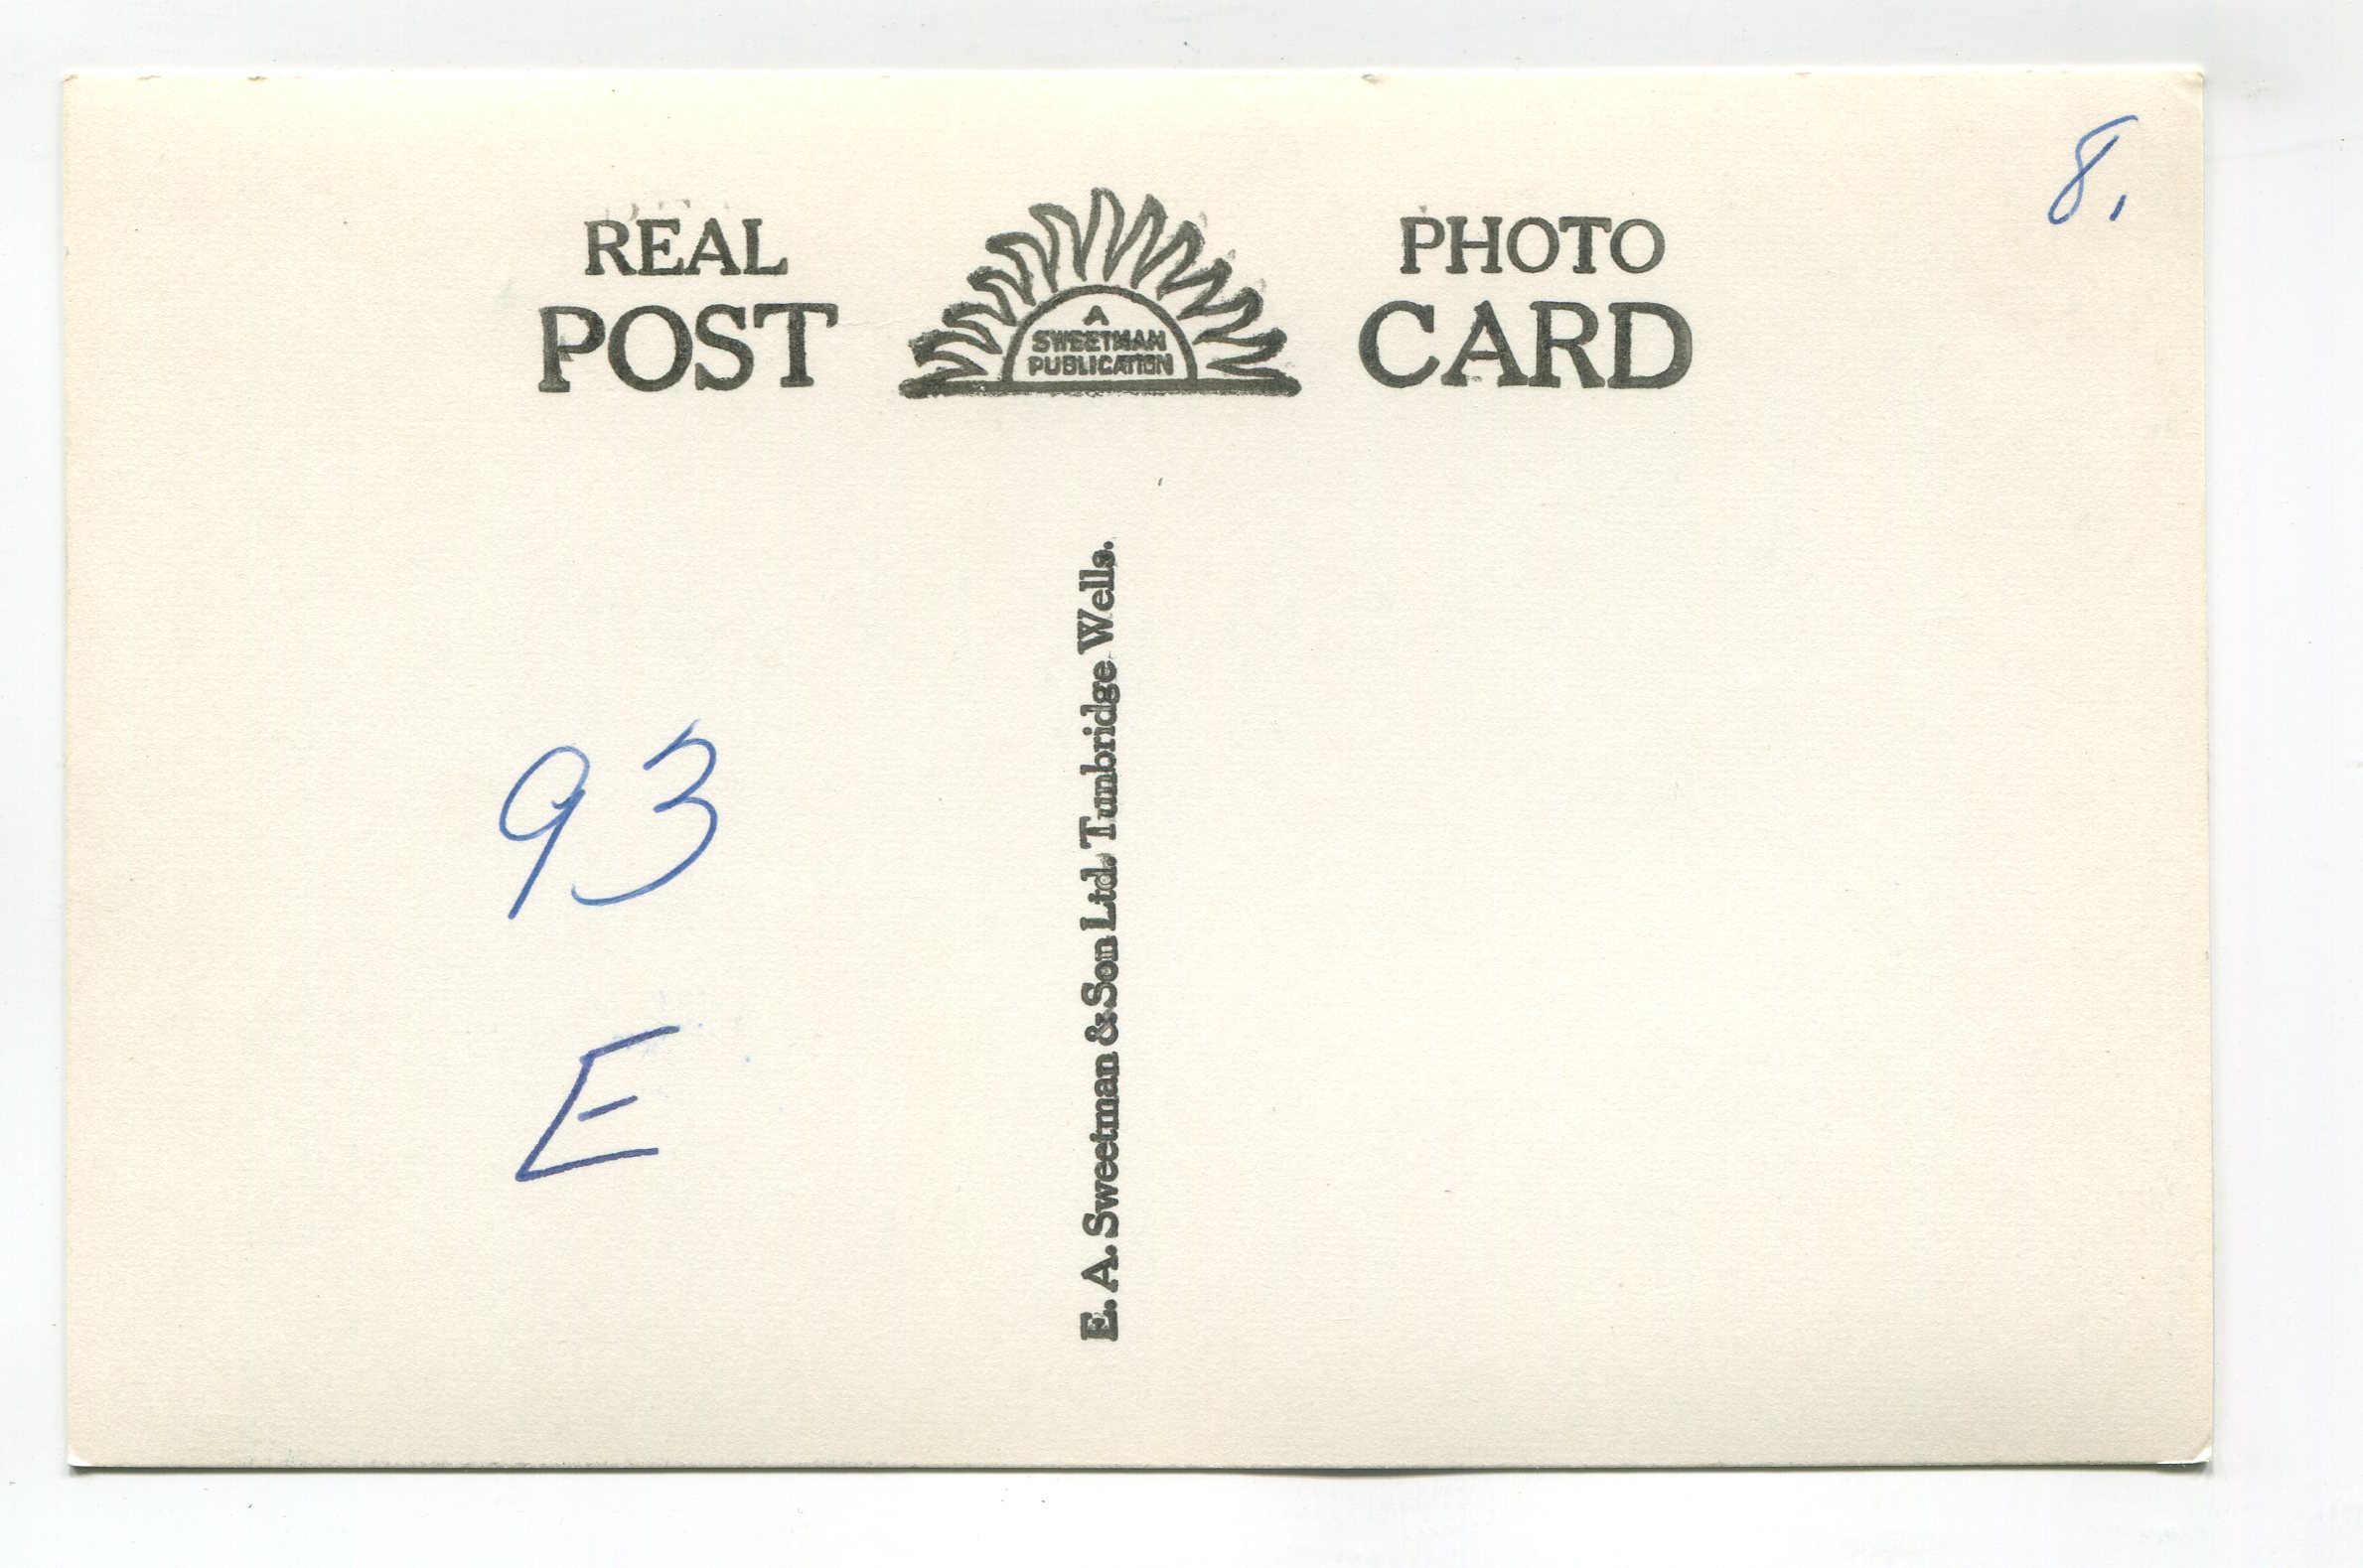 8.
REAL PHOTO
POST CARD
A
SWEETMAN
PUBLICATION
E. A. Sweetman & Son Ltd. Tunbridge Wells.
93
E